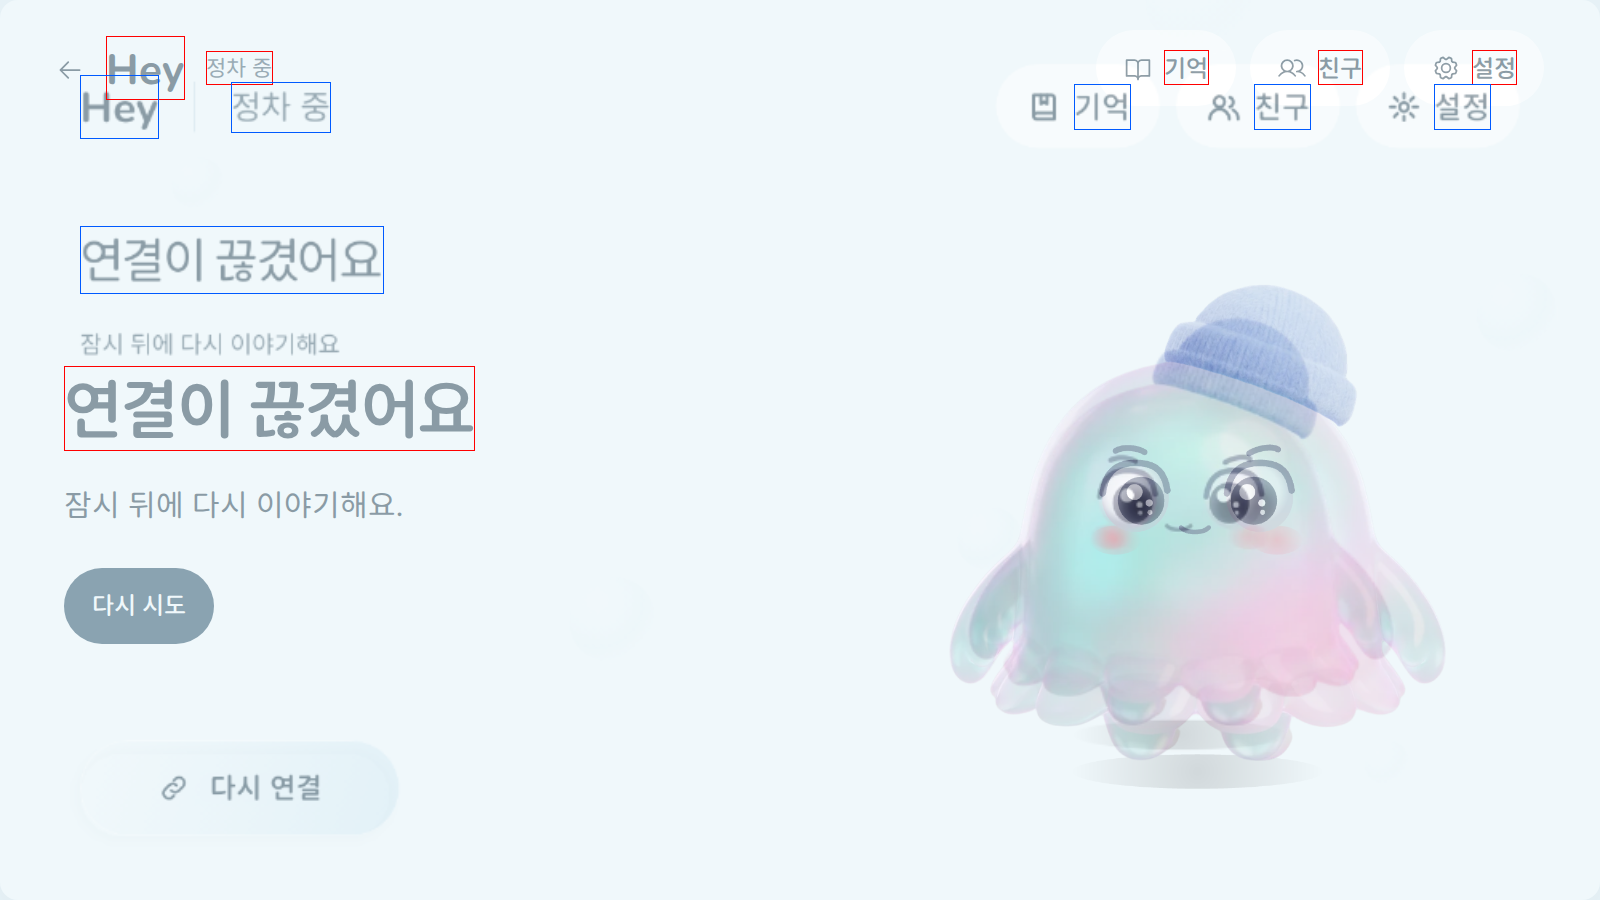 Hey 정차 중 기억 친구 설정
Hey 정차 중 기억 친구 설정
연결이 끊겼어요
잠시 뒤에 다시 이야기해요
연결이 끊겼어요
잠시 뒤에 다시 이야기해요.
다시 시도
다시 연결